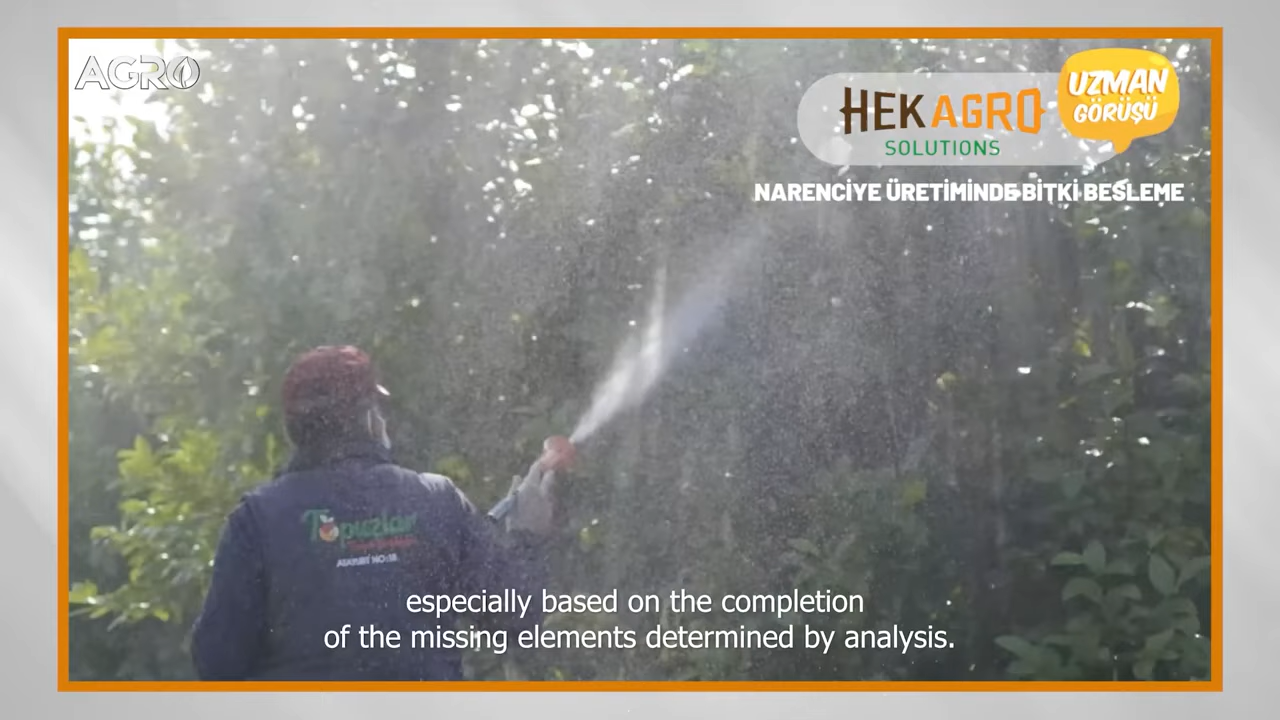 AGRO
HEKAGRO
SOLUTIONS
UZMAN
GÖRÜŞÜ
NARENCİYE ÜRETİMİNDE BİTKİ BESLEME
Topuzlar
especially based on the completion
of the missing elements determined by analysis.